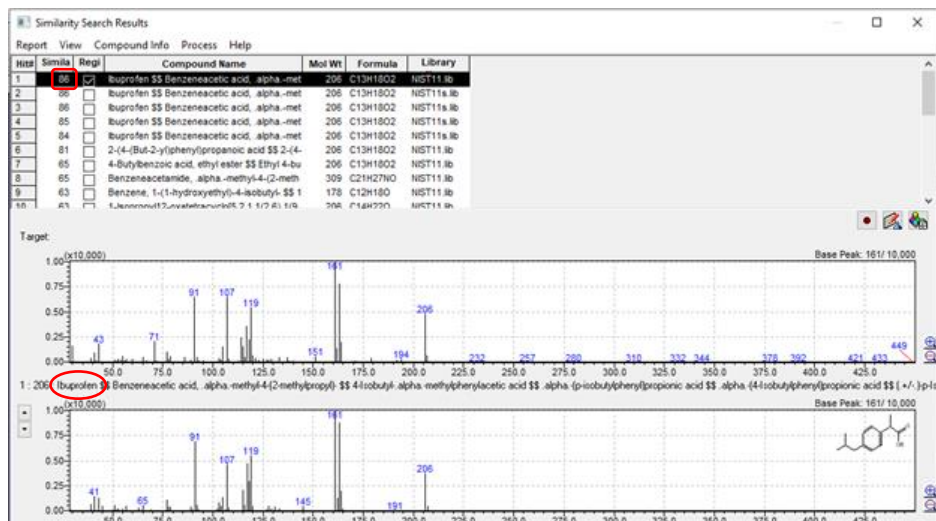 Similarity Search Results
Report View Compound Info Process Help
Hit# Simila Regi Compound Name Mol Wt Formula Library
1 86 Ibuprofen $$ Benzeneacetic acid, .alpha.-met 206 C13H18O2 NIST11.lib
2 86 Ibuprofen $$ Benzeneacetic acid, .alpha.-met 206 C13H18O2 NIST11s.lib
3 86 Ibuprofen $$ Benzeneacetic acid, .alpha.-met 206 C13H18O2 NIST11s.lib
4 85 Ibuprofen $$ Benzeneacetic acid, .alpha.-met 206 C13H18O2 NIST11s.lib
5 84 Ibuprofen $$ Benzeneacetic acid, .alpha.-met 206 C13H18O2 NIST11s.lib
6 81 2-(4-(But-2-yl)phenyl)propanoic acid $$ 2-(4- 206 C13H18O2 NIST11.lib
7 65 4-Butylbenzoic acid, ethyl ester $$ Ethyl 4-bu 206 C13H18O2 NIST11.lib
8 65 Benzeneacetamide, .alpha.-methyl-4-(2-meth 309 C21H27NO NIST11.lib
9 63 Benzene, 1-(1-hydroxyethyl)-4-isobutyl- $$ 1 178 C12H18O NIST11.lib
10 63 206 C14H22O NIST11.lib
Target:
(x10,000) Base Peak: 161/ 10,000
1.00 161
0.75 91 107 119
0.50 206
0.25 43 71
0.00 151 194 232 257 280 310 332 344 378 392 421 433 449
50.0 75.0 100.0 125.0 150.0 175.0 200.0 225.0 250.0 275.0 300.0 325.0 350.0 375.0 400.0 425.0
1 : 206 Ibuprofen $$ Benzeneacetic acid, .alpha.-methyl-4-(2-methylpropyl)- $$ 4-Isobutyl-.alpha.-methylphenylacetic acid $$ .alpha.-(p-isobutylphenyl)propionic acid $$ .alpha.-(4-Isobutylphenyl)propionic acid $$ (.+/-.)-p-Is
(x10,000) Base Peak: 161/ 10,000
1.00 161
0.75 91
0.50 107 119 206
0.25 41 65
0.00 145 191
50.0 75.0 100.0 125.0 150.0 175.0 200.0 225.0 250.0 275.0 300.0 325.0 350.0 375.0 400.0 425.0